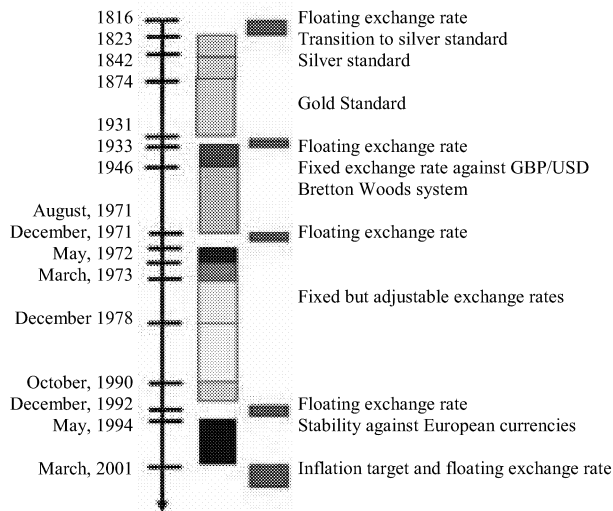 1816 Floating exchange rate
1823 Transition to silver standard
1842 Silver standard
1874
Gold Standard
1931
1933 Floating exchange rate
1946 Fixed exchange rate against GBP/USD
Bretton Woods system
August, 1971
December, 1971 Floating exchange rate
May, 1972
March, 1973
Fixed but adjustable exchange rates
December 1978
October, 1990
December, 1992 Floating exchange rate
May, 1994 Stability against European currencies
March, 2001 Inflation target and floating exchange rate